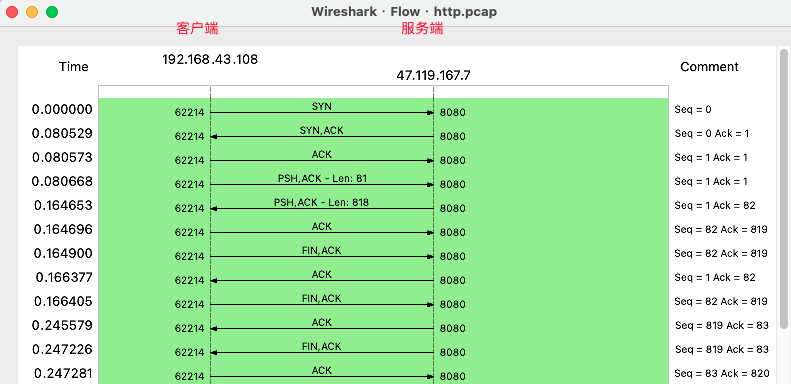 Wireshark · Flow · http.pcap
客户端 服务端
Time 192.168.43.108 47.119.167.7 Comment
0.000000 62214 SYN 8080 Seq = 0
0.080529 62214 SYN,ACK 8080 Seq = 0 Ack = 1
0.080573 62214 ACK 8080 Seq = 1 Ack = 1
0.080668 62214 PSH,ACK - Len: 81 8080 Seq = 1 Ack = 1
0.164653 62214 PSH,ACK - Len: 818 8080 Seq = 1 Ack = 82
0.164696 62214 ACK 8080 Seq = 82 Ack = 819
0.164900 62214 FIN,ACK 8080 Seq = 82 Ack = 819
0.166377 62214 ACK 8080 Seq = 1 Ack = 82
0.166405 62214 FIN,ACK 8080 Seq = 82 Ack = 819
0.245579 62214 ACK 8080 Seq = 819 Ack = 83
0.247226 62214 FIN,ACK 8080 Seq = 819 Ack = 83
0.247281 62214 ACK 8080 Seq = 83 Ack = 820